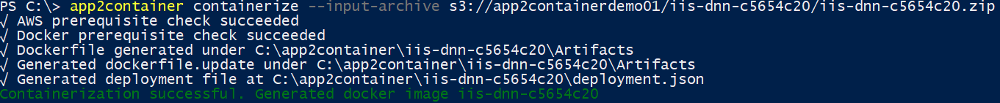 PS C:\> app2container containerize --input-archive s3://app2containerdemo01/iis-dnn-c5654c20/iis-dnn-c5654c20.zip
√ AWS prerequisite check succeeded
√ Docker prerequisite check succeeded
√ Dockerfile generated under C:\app2container\iis-dnn-c5654c20\Artifacts
√ Generated dockerfile.update under C:\app2container\iis-dnn-c5654c20\Artifacts
√ Generated deployment file at C:\app2container\iis-dnn-c5654c20\deployment.json
Containerization successful. Generated docker image iis-dnn-c5654c20